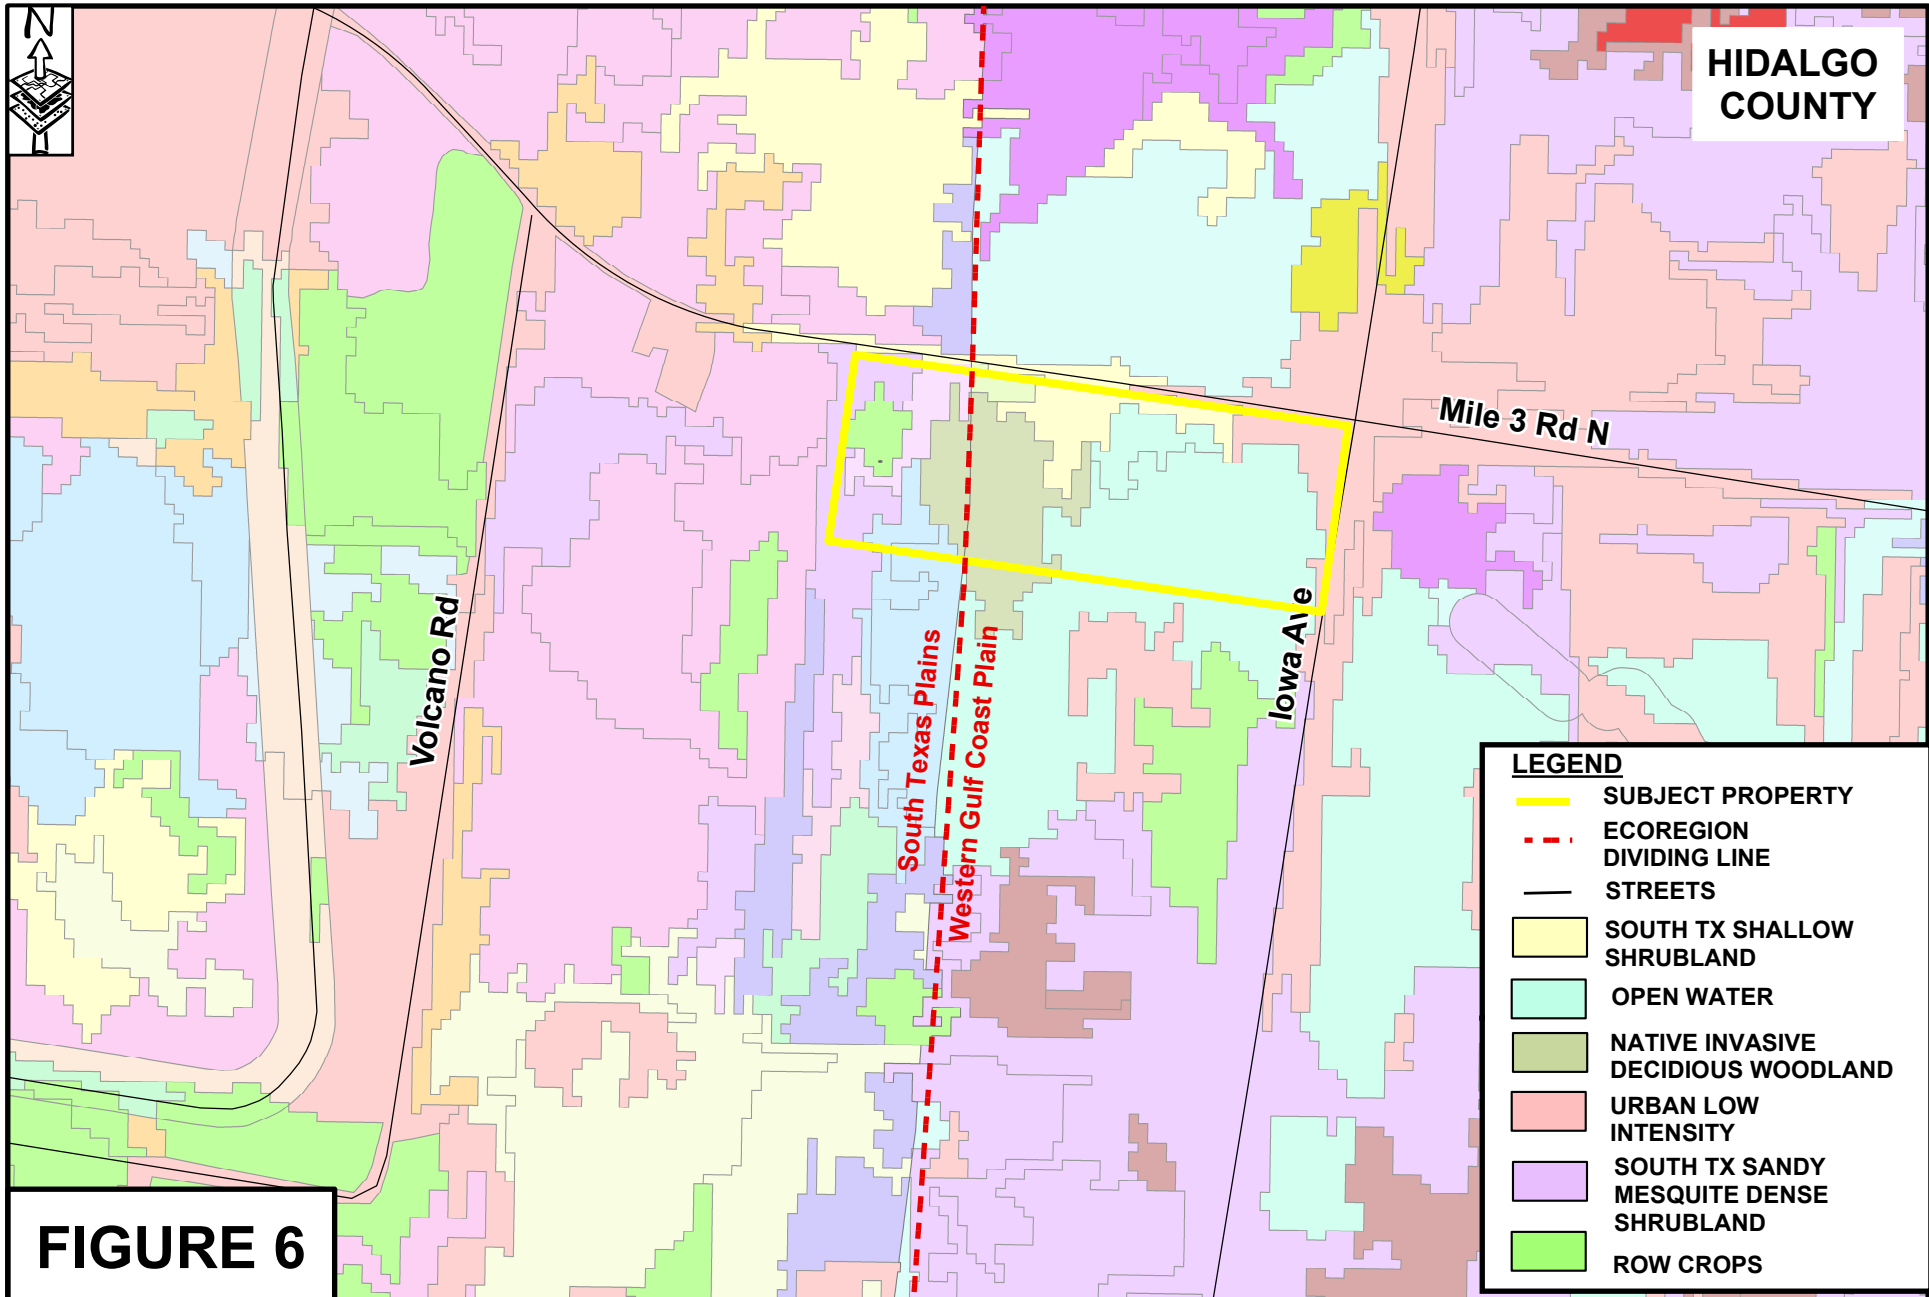 N
HIDALGO
COUNTY
Mile 3 Rd N
Volcano Rd
Iowa Ave
South Texas Plains
Western Gulf Coast Plain
LEGEND
SUBJECT PROPERTY
ECOREGION
DIVIDING LINE
STREETS
SOUTH TX SHALLOW
SHRUBLAND
OPEN WATER
NATIVE INVASIVE
DECIDIOUS WOODLAND
URBAN LOW
INTENSITY
SOUTH TX SANDY
MESQUITE DENSE
SHRUBLAND
ROW CROPS
FIGURE 6